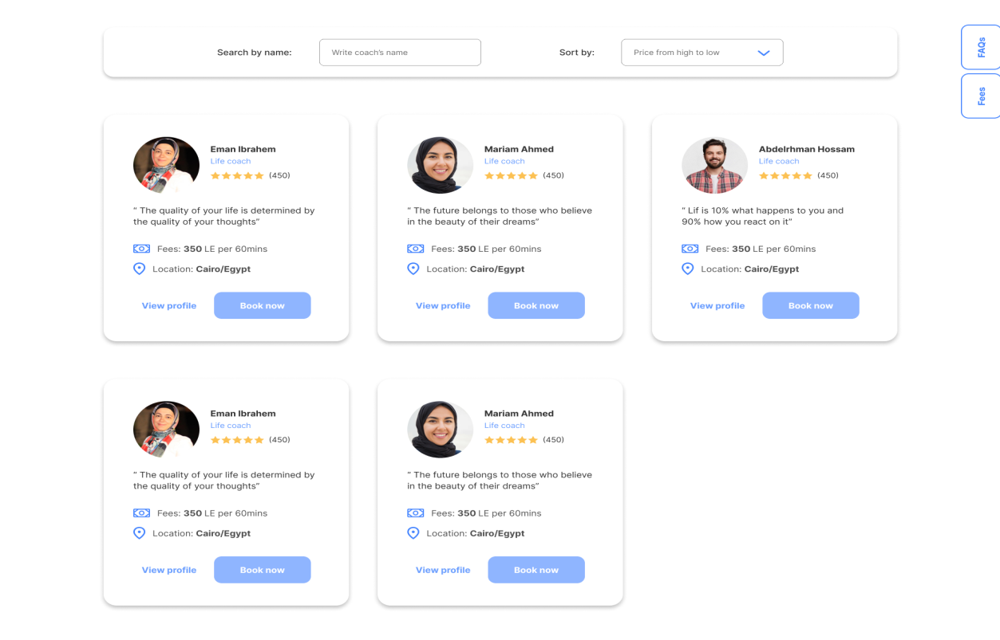 Search by name:
Write coach's name
Sort by:
Price from high to low
FAQs
Fees
Eman Ibrahem
Life coach
(450)
" The quality of your life is determined by
the quality of your thoughts"
Fees: 350 LE per 60mins
Location: Cairo/Egypt
View profile
Book now
Mariam Ahmed
Life coach
(450)
" The future belongs to those who believe
in the beauty of their dreams"
Fees: 350 LE per 60mins
Location: Cairo/Egypt
View profile
Book now
Abdelrhman Hossam
Life coach
(450)
" Lif is 10% what happens to you and
90% how you react on it"
Fees: 350 LE per 60mins
Location: Cairo/Egypt
View profile
Book now
Eman Ibrahem
Life coach
(450)
" The quality of your life is determined by
the quality of your thoughts"
Fees: 350 LE per 60mins
Location: Cairo/Egypt
View profile
Book now
Mariam Ahmed
Life coach
(450)
" The future belongs to those who believe
in the beauty of their dreams"
Fees: 350 LE per 60mins
Location: Cairo/Egypt
View profile
Book now